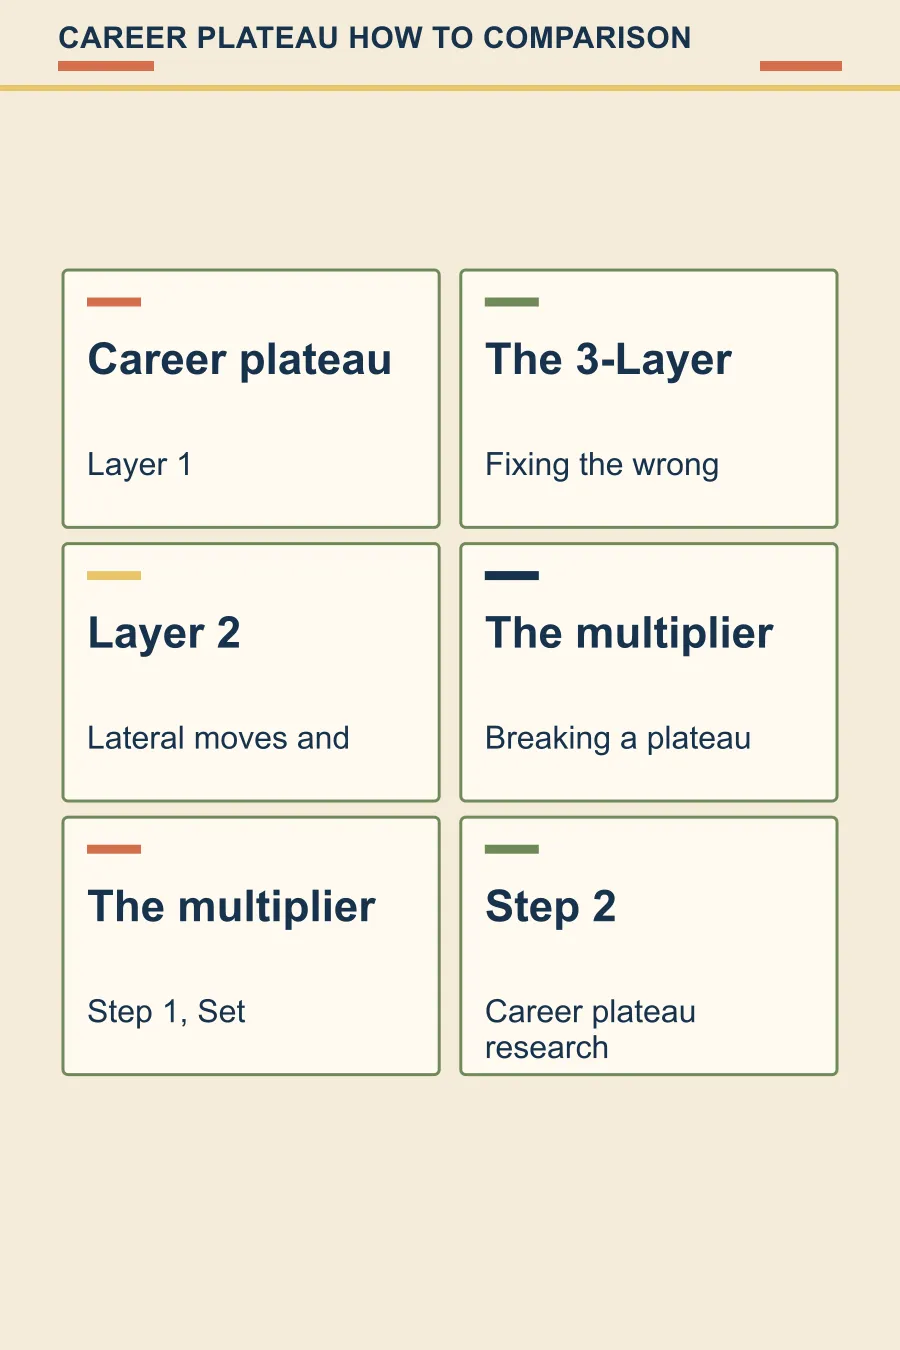 CAREER PLATEAU HOW TO COMPARISON
Career plateau
Layer 1
The 3-Layer
Fixing the wrong
Layer 2
Lateral moves and
The multiplier
Breaking a plateau
The multiplier
Step 1, Set
Step 2
Career plateau
research